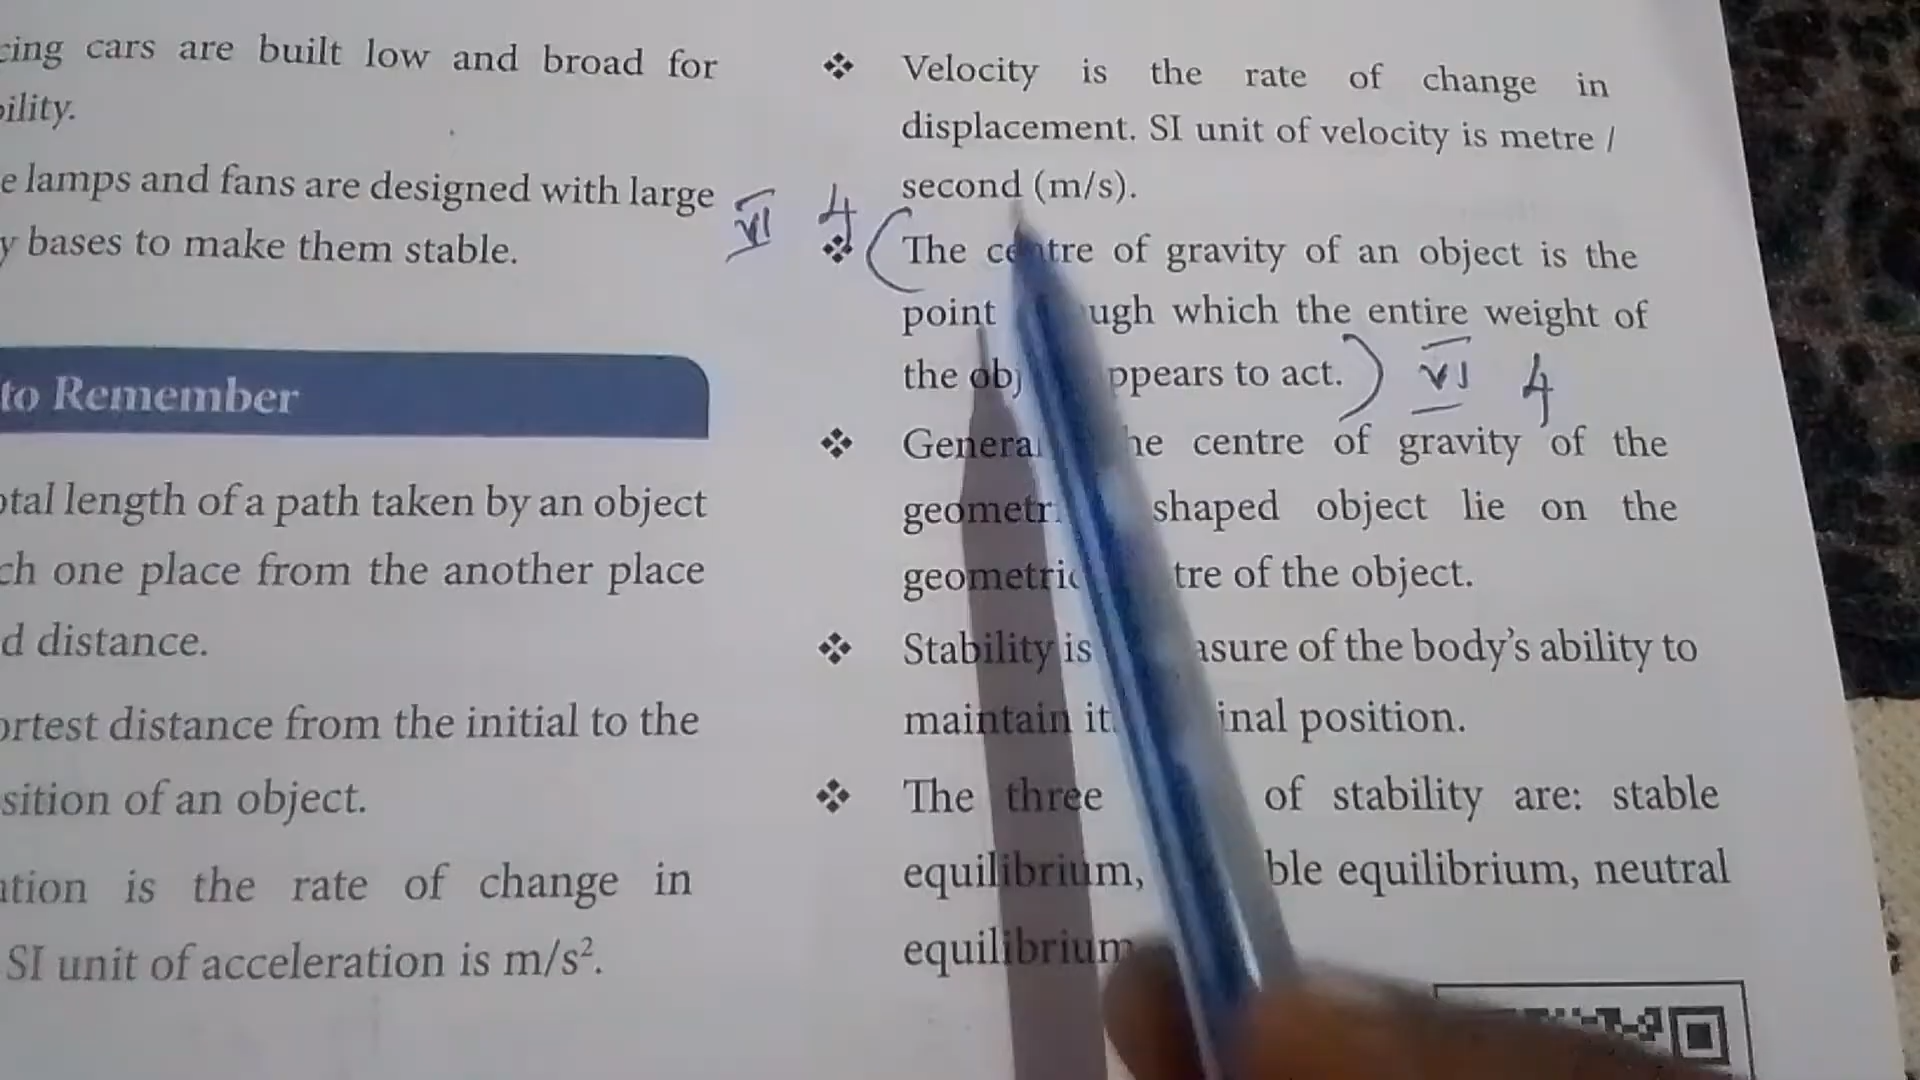 cing cars are built low and broad for
bility.
e lamps and fans are designed with large
y bases to make them stable.
to Remember
otal length of a path taken by an object
ch one place from the another place
d distance.
ortest distance from the initial to the
sition of an object.
ation is the rate of change in
SI unit of acceleration is m/s².
❖ Velocity is the rate of change in
displacement. SI unit of velocity is metre /
second (m/s).
VI 4
❖ (The centre of gravity of an object is the
point ugh which the entire weight of
the obj ppears to act.) VI 4
❖ General he centre of gravity of the
geometri shaped object lie on the
geometric tre of the object.
❖ Stability is asure of the body's ability to
maintain it inal position.
❖ The three of stability are: stable
equilibrium, ble equilibrium, neutral
equilibrium